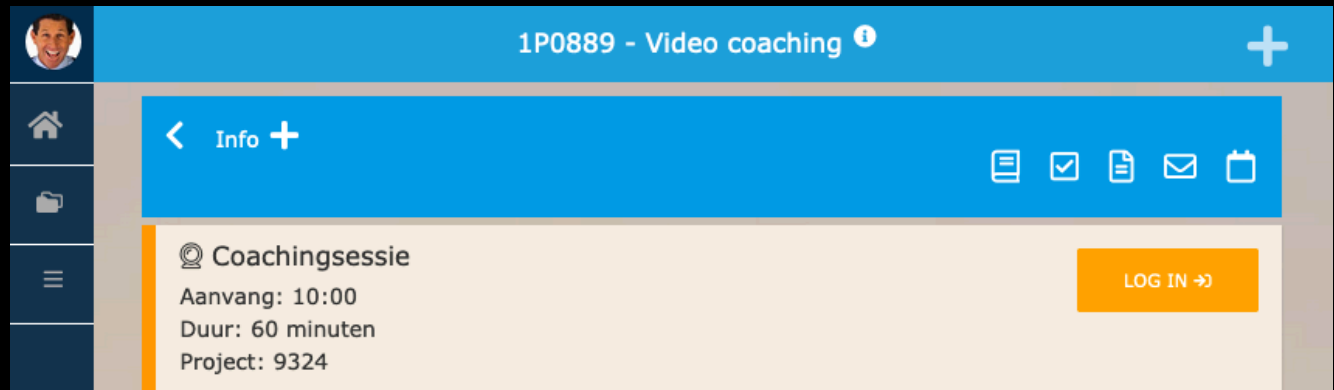 1P0889 - Video coaching
Info
Coachingsessie
LOG IN
Aanvang: 10:00
Duur: 60 minuten
Project: 9324